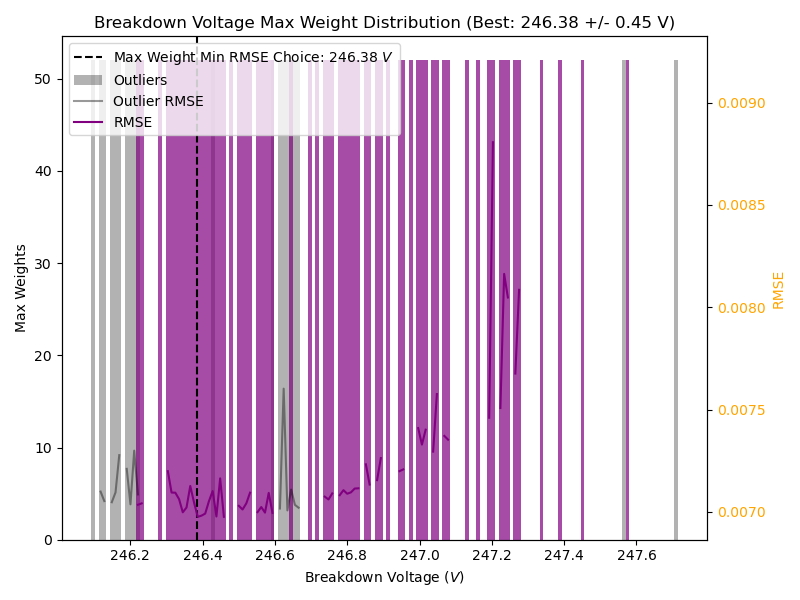 Breakdown Voltage Max Weight Distribution (Best: 246.38 +/- 0.45 V)
Max Weight Min RMSE Choice: 246.38 V
Outliers
Outlier RMSE
RMSE
Max Weights
50
40
30
20
10
0
0.0090
0.0085
0.0080
0.0075
0.0070
RMSE
246.2 246.4 246.6 246.8 247.0 247.2 247.4 247.6
Breakdown Voltage (V)